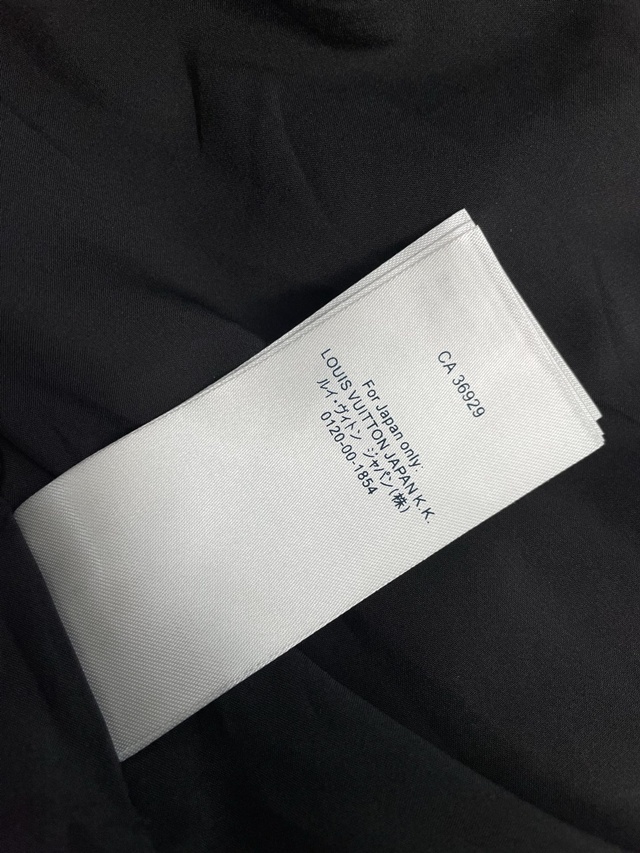 CA 36929
For Japan only:
LOUIS VUITTON JAPAN K.K.
ルイ・ヴィトン ジャパン(株)
0120-00-1854